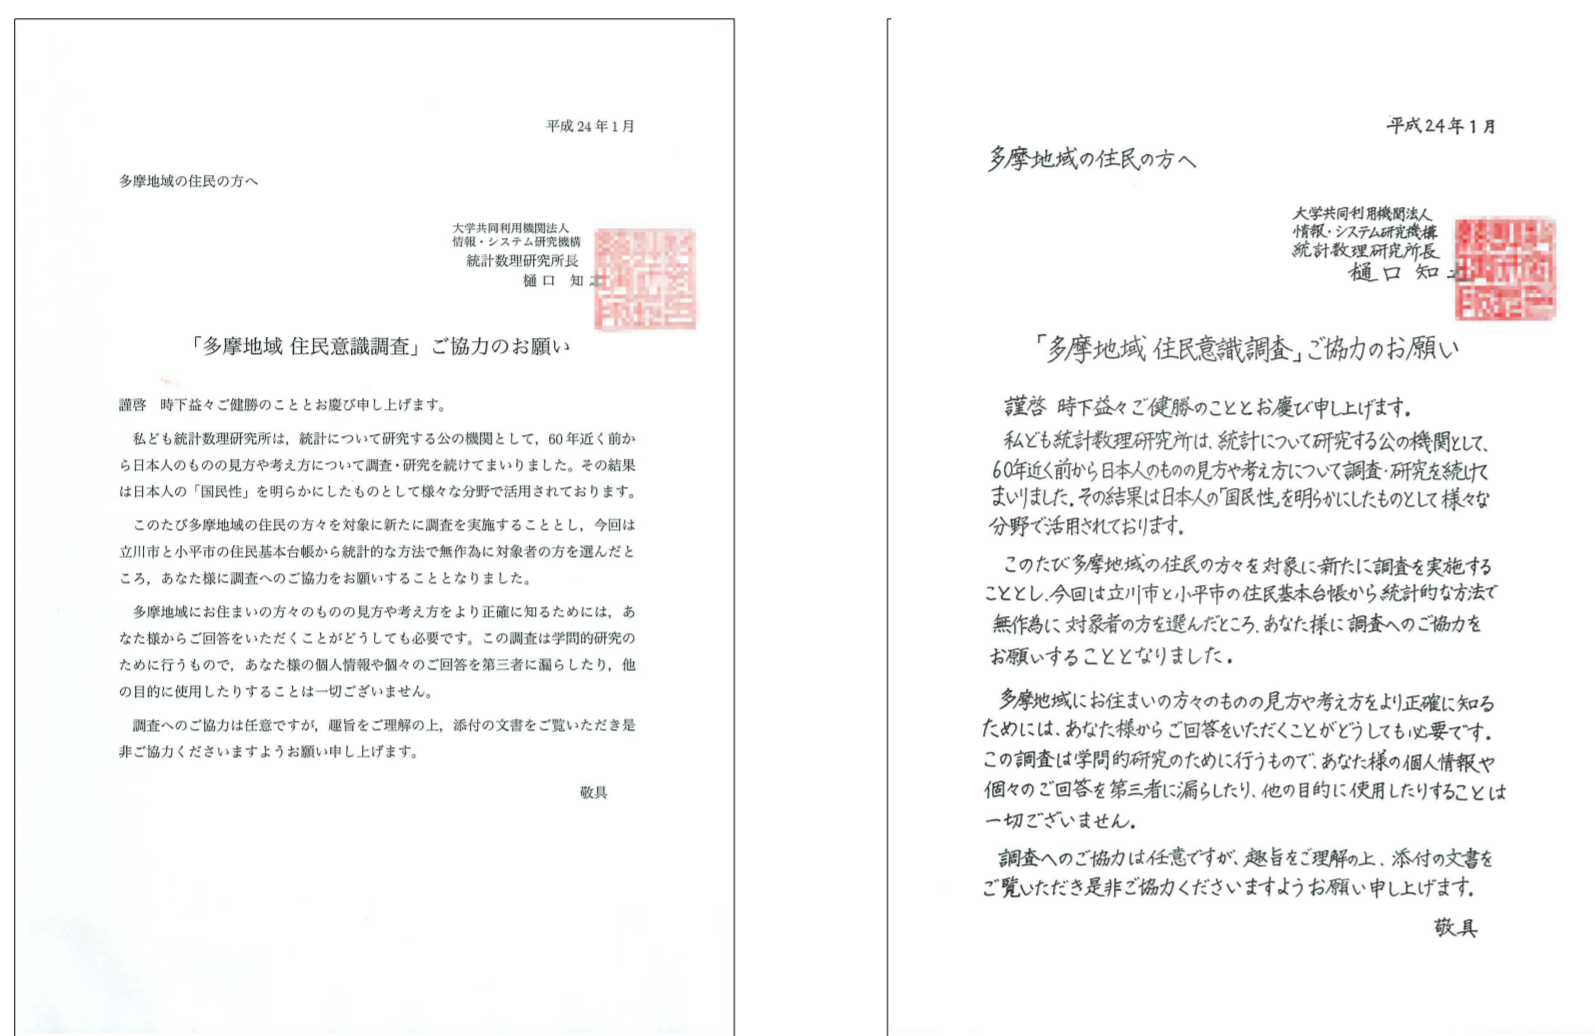 平成24年1月
多摩地域の住民の方へ
大学共同利用機関法人
情報・システム研究機構
統計数理研究所長
樋口 知
「多摩地域 住民意識調査」ご協力のお願い
謹啓　時下益々ご健勝のこととお慶び申し上げます。
私ども統計数理研究所は，統計について研究する公の機関として，60年近く前か
ら日本人のものの見方や考え方について調査・研究を続けてまいりました。その結果
は日本人の「国民性」を明らかにしたものとして様々な分野で活用されております。
このたび多摩地域の住民の方々を対象に新たに調査を実施することとし，今回は
立川市と小平市の住民基本台帳から統計的な方法で無作為に対象者の方を選んだと
ころ，あなた様に調査へのご協力をお願いすることとなりました。
多摩地域にお住まいの方々のものの見方や考え方をより正確に知るためには，あ
なた様からご回答をいただくことがどうしても必要です。この調査は学問的研究の
ために行うもので，あなた様の個人情報や個々のご回答を第三者に漏らしたり，他
の目的に使用したりすることは一切ございません。
調査へのご協力は任意ですが，趣旨をご理解の上，添付の文書をご覧いただき是
非ご協力くださいますようお願い申し上げます。
敬具
平成24年1月
多摩地域の住民の方へ
大学共同利用機関法人
情報・システム研究機構
統計数理研究所長
樋口 知
「多摩地域 住民意識調査」ご協力のお願い
謹啓 時下益々ご健勝のこととお慶び申し上げます。
私ども統計数理研究所は、統計について研究する公の機関として、
60年近く前から日本人のものの見方や考え方について調査・研究を続けて
まいりました。その結果は日本人の「国民性」を明らかにしたものとして様々な
分野で活用されております。
このたび多摩地域の住民の方々を対象に新たに調査を実施する
こととし、今回は立川市と小平市の住民基本台帳から統計的な方法で
無作為に対象者の方を選んだところ、あなた様に調査へのご協力を
お願いすることとなりました。
多摩地域にお住まいの方々のものの見方や考え方をより正確に知る
ためには、あなた様からご回答をいただくことがどうしても必要です。
この調査は学問的研究のために行うもので、あなた様の個人情報や
個々のご回答を第三者に漏らしたり、他の目的に使用したりすることは
一切ございません。
調査へのご協力は任意ですが、趣旨をご理解の上、添付の文書を
ご覧いただき是非ご協力くださいますようお願い申し上げます。
敬具